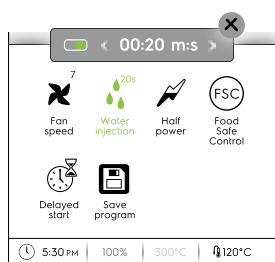 00:20 m:s
7
20s
FSC
Fan
speed
Water
injection
Half
power
Food
Safe
Control
Delayed
start
Save
program
5:30 PM 100% 300°C 120°C